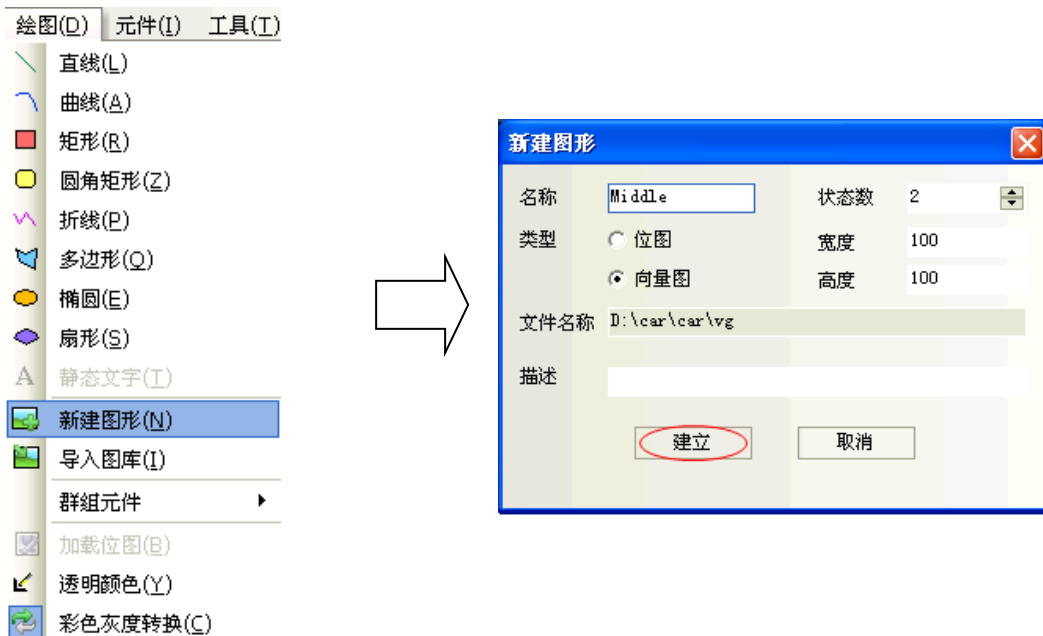 绘图(D) 元件(I) 工具(T)
直线(L)
曲线(A)
矩形(R)
圆角矩形(Z)
折线(P)
多边形(O)
椭圆(E)
扇形(S)
A 静态文字(T)
新建图形(N)
导入图库(I)
群组元件
加载位图(B)
透明颜色(Y)
彩色灰度转换(C)
新建图形
名称 Middle 状态数 2
类型 位图 宽度 100
向量图 高度 100
文件名称 D:\car\car\vg
描述
建立 取消